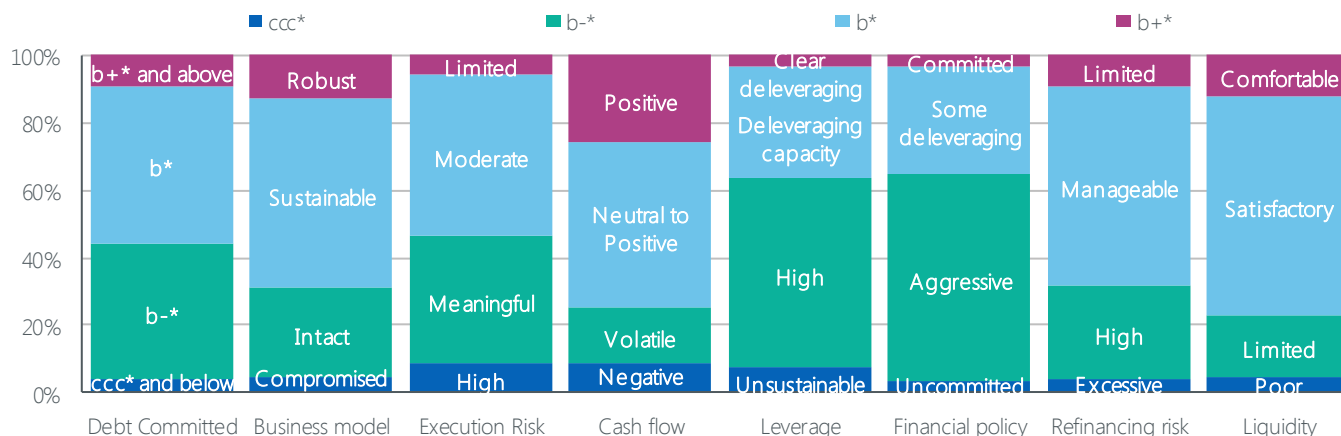 ccc* b-* b* b+*
100%
80%
60%
40%
20%
0%
b+* and above
b*
b-*
ccc* and below
Robust
Sustainable
Intact
Compromised
Limited
Moderate
Meaningful
High
Positive
Neutral to
Positive
Volatile
Negative
Clear
deleveraging
Deleveraging
capacity
High
Unsustainable
Committed
Some
deleveraging
Aggressive
Uncommitted
Limited
Manageable
High
Excessive
Comfortable
Satisfactory
Limited
Poor
Debt Committed Business model Execution Risk Cash flow Leverage Financial policy Refinancing risk Liquidity